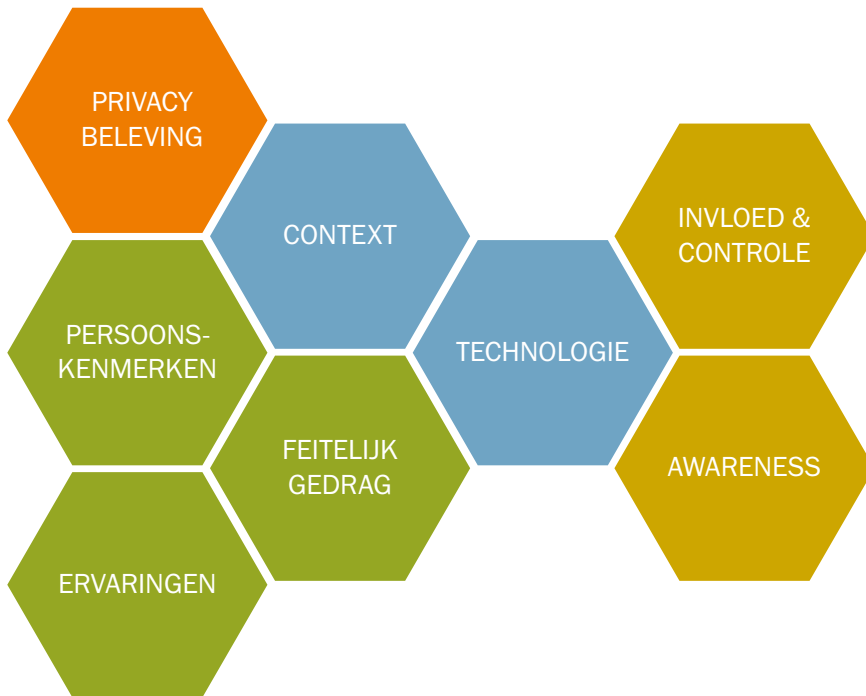 PRIVACY
BELEVING
CONTEXT
INVLOED &
CONTROLE
PERSOONS-
KENMERKEN
TECHNOLOGIE
FEITELIJK
GEDRAG
AWARENESS
ERVARINGEN